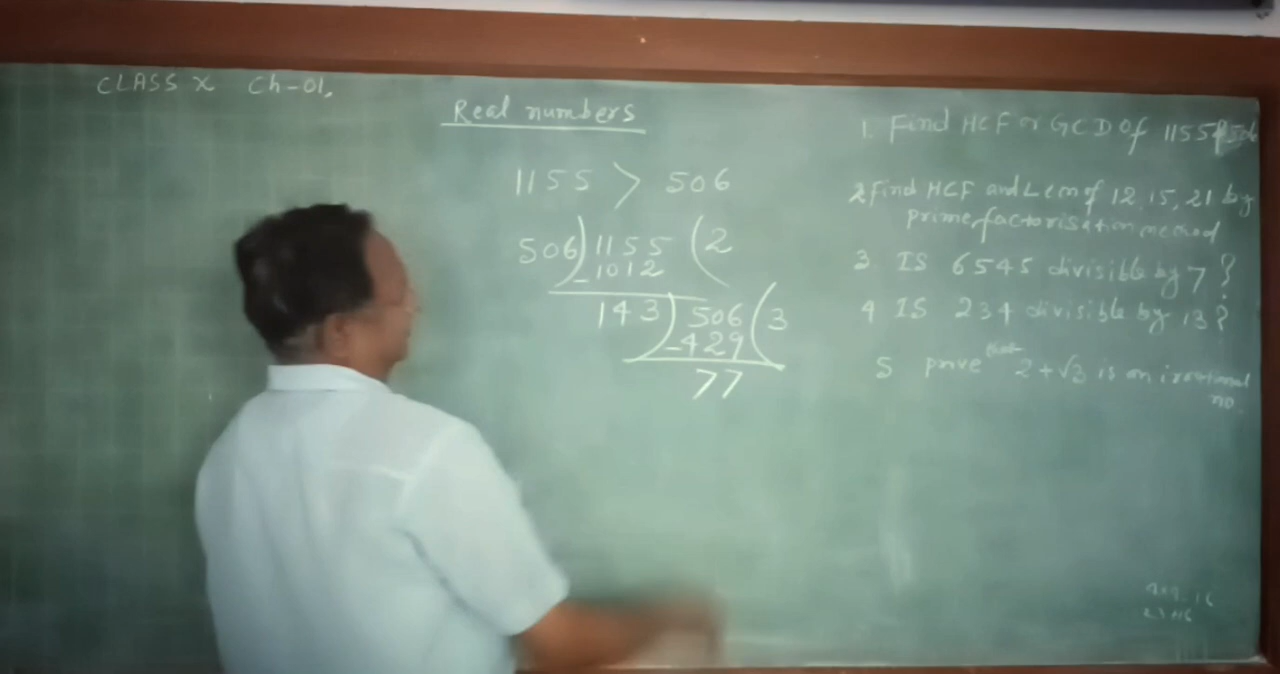 CLASS X Ch-01,
Real numbers
1155 > 506
506)1155(2
-1012
143)506(3
-429
77
1. Find HCF or GCD of 1155
2 Find HCF and LCM of 12, 15, 21 by
prime factorisation method
3 IS 6545 divisible by 7?
4 IS 234 divisible by 13?
5 prove that 2+√3 is an irrational
no.